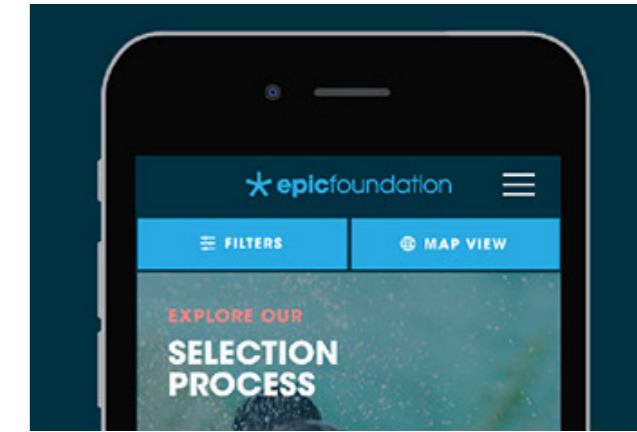 epicfoundation
FILTERS
MAP VIEW
EXPLORE OUR
SELECTION
PROCESS